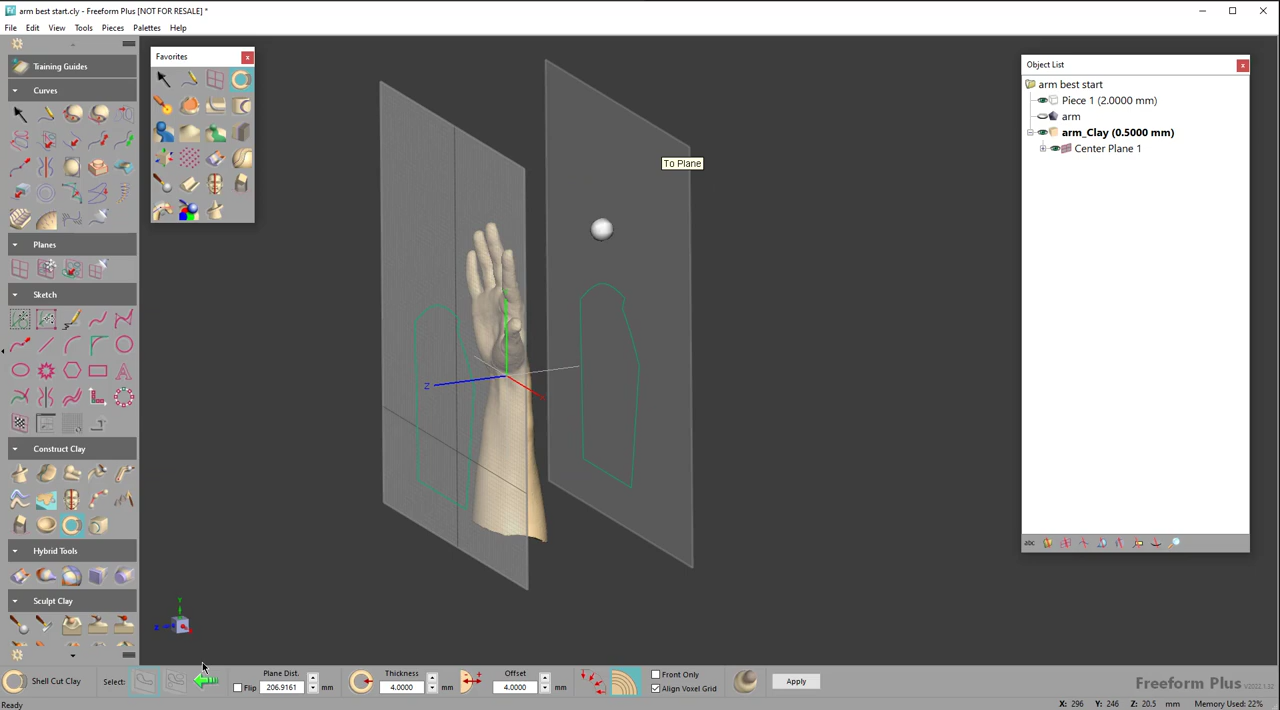 arm best start.cly - Freeform Plus [NOT FOR RESALE] *
File Edit View Tools Pieces Palettes Help
Training Guides
Curves
Planes
Sketch
Construct Clay
Hybrid Tools
Sculpt Clay
Favorites
To Plane
Z
Y
Z
Object List
arm best start
Piece 1 (2.0000 mm)
arm
arm_Clay (0.5000 mm)
Center Plane 1
abc
Shell Cut Clay
Select:
Plane Dist.
Flip 206.9161 mm
Thickness
4.0000 mm
Offset
4.0000 mm
Front Only
Align Voxel Grid
Apply
Freeform Plus
Ready
X: 296 Y: 246 Z: 20.5 mm Memory Used: 22%